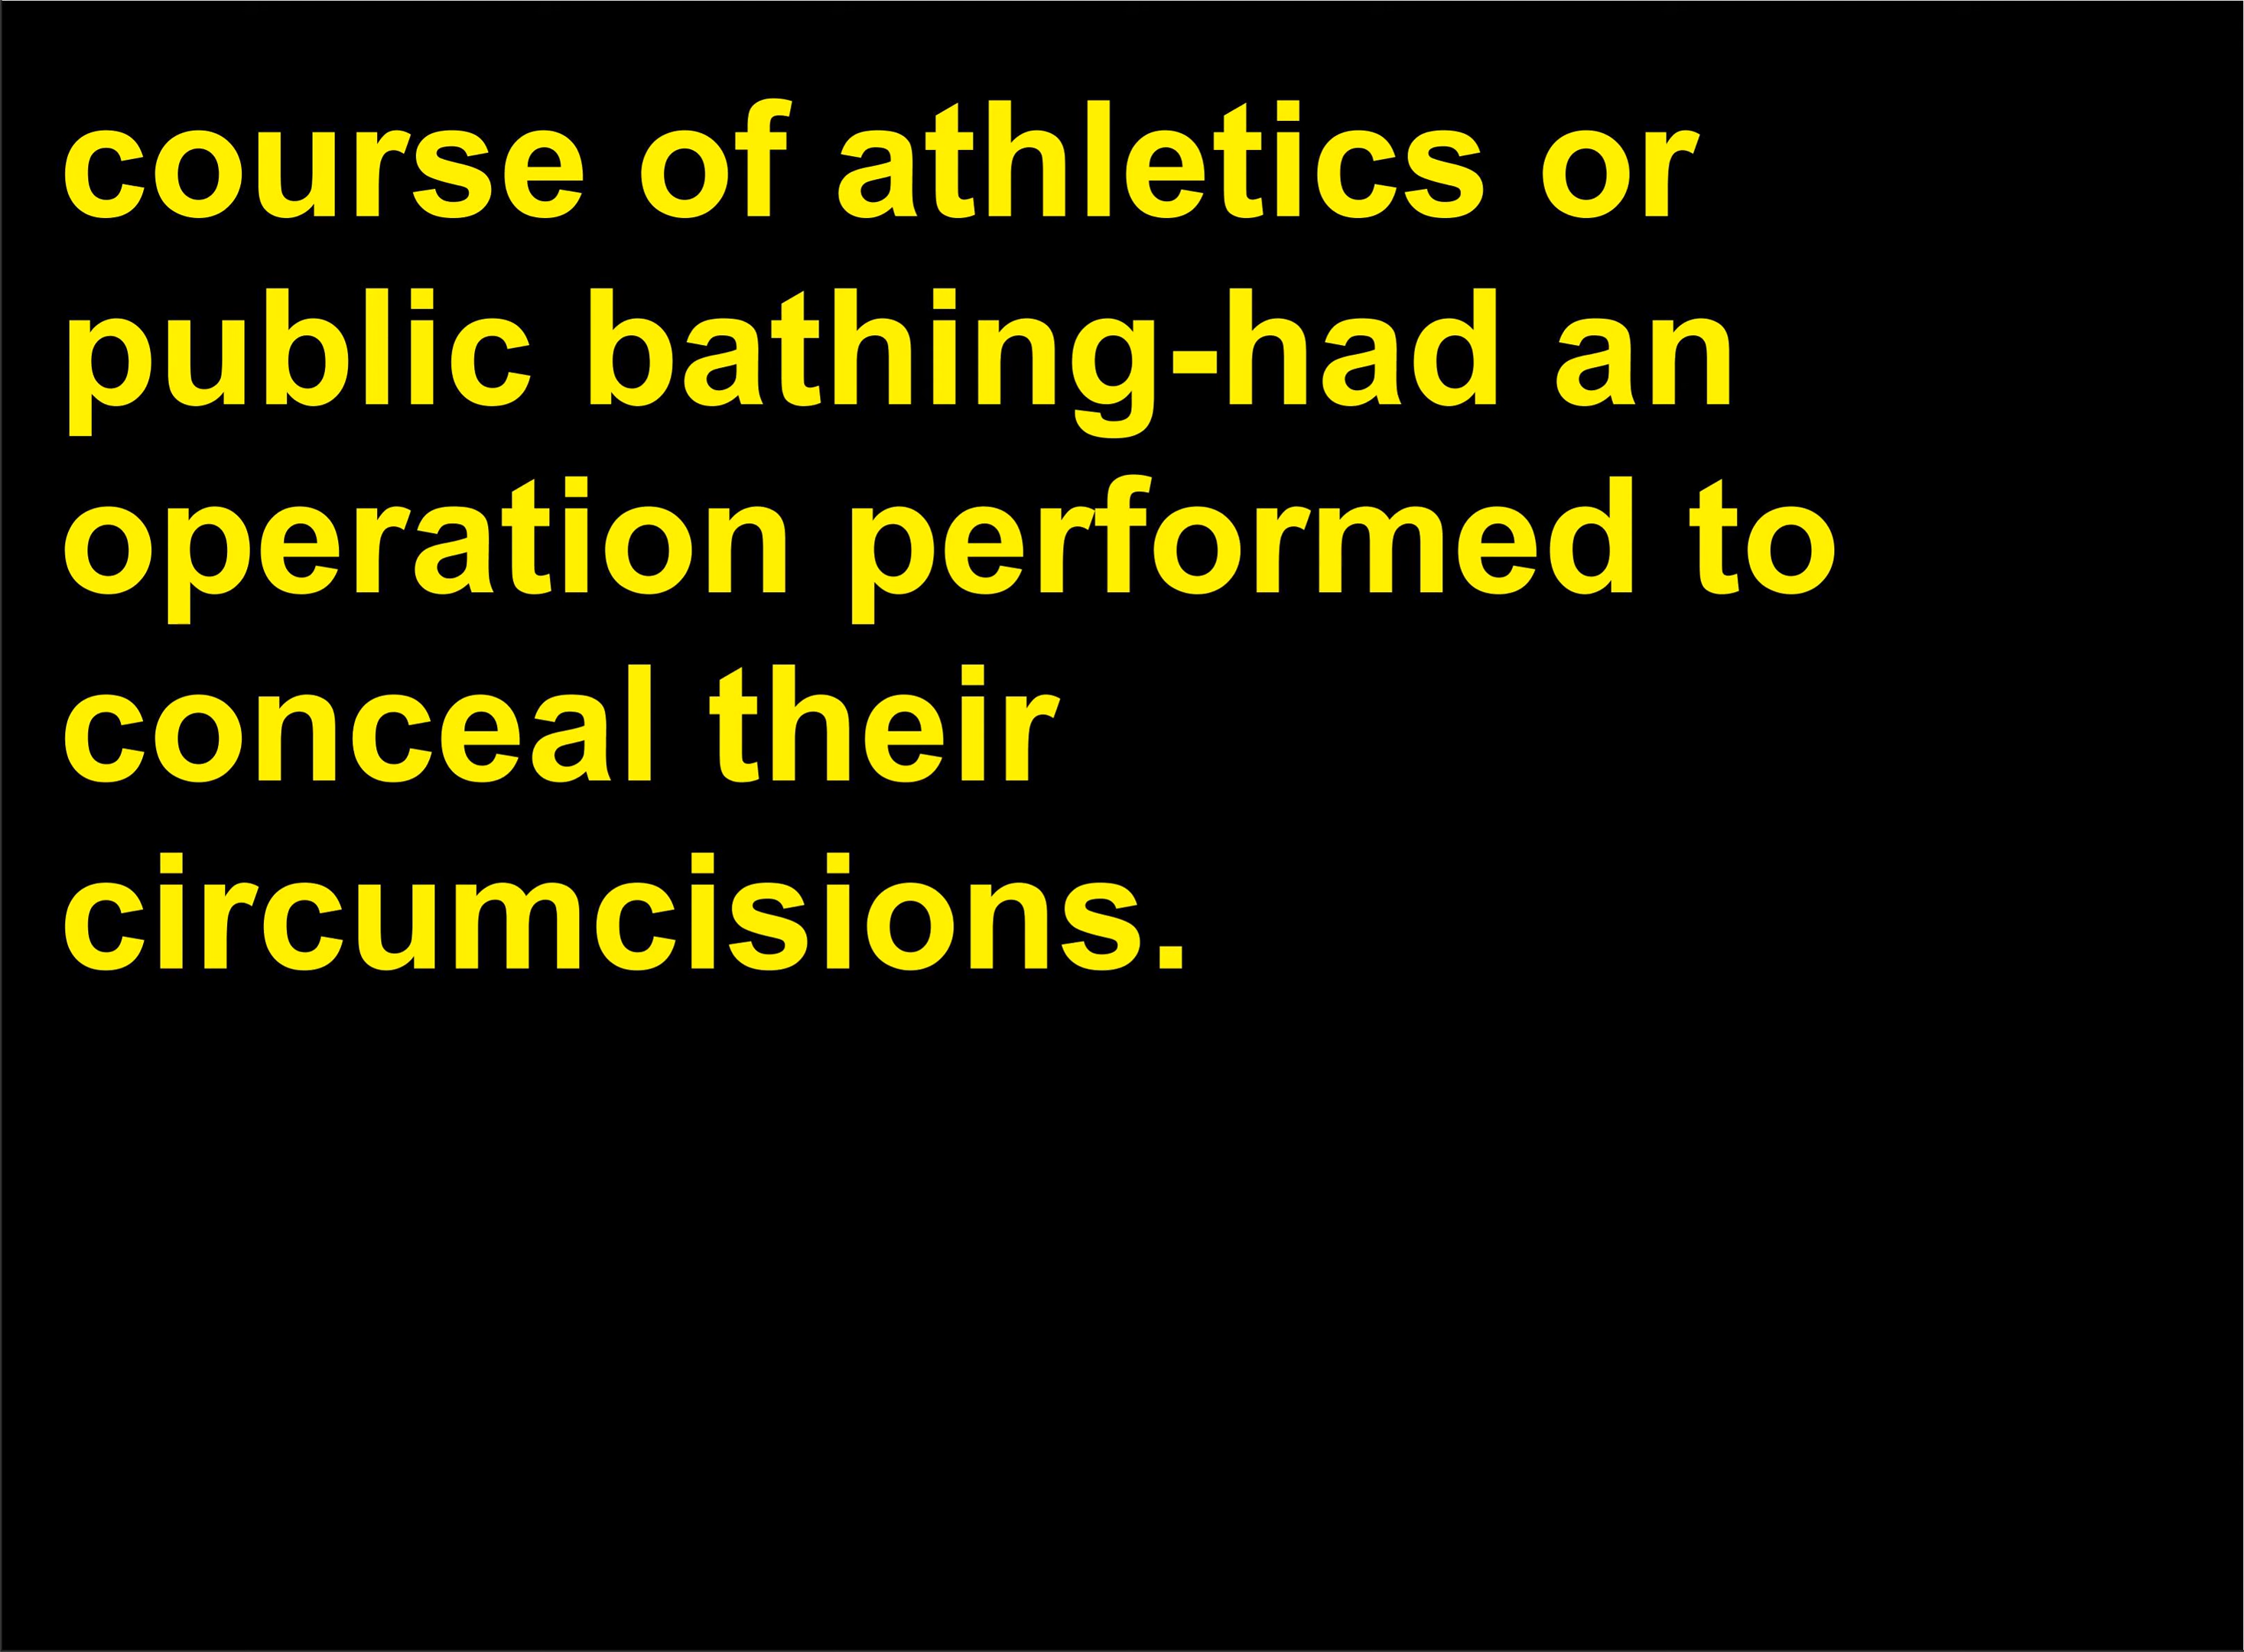 course of athletics or
public bathing-had an
operation performed to
conceal their
circumcisions.